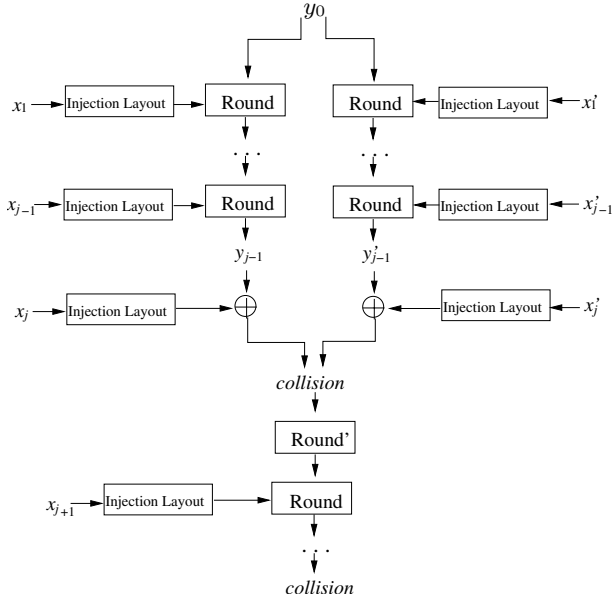 y₀
x₁ Injection Layout Round Round Injection Layout x₁'
. . . . . .
xⱼ₋₁ Injection Layout Round Round Injection Layout x'ⱼ₋₁
yⱼ₋₁ y'ⱼ₋₁
xⱼ Injection Layout Injection Layout xⱼ'
collision
Round'
xⱼ₊₁ Injection Layout Round
. . .
collision